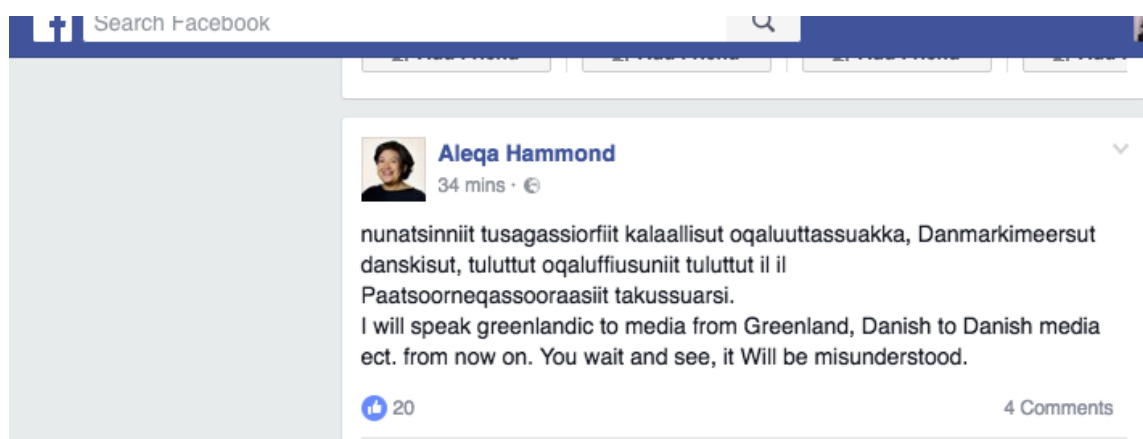 Search Facebook
Aleqa Hammond
34 mins ·
nunatsinniit tusagassiorfiit kalaallisut oqaluuttassuakka, Danmarkimeersut
danskisut, tuluttut oqaluffiusuniit tuluttut il il
Paatsoorneqassooraasiit takussuarsi.
I will speak greenlandic to media from Greenland, Danish to Danish media
ect. from now on. You wait and see, it Will be misunderstood.
20
4 Comments